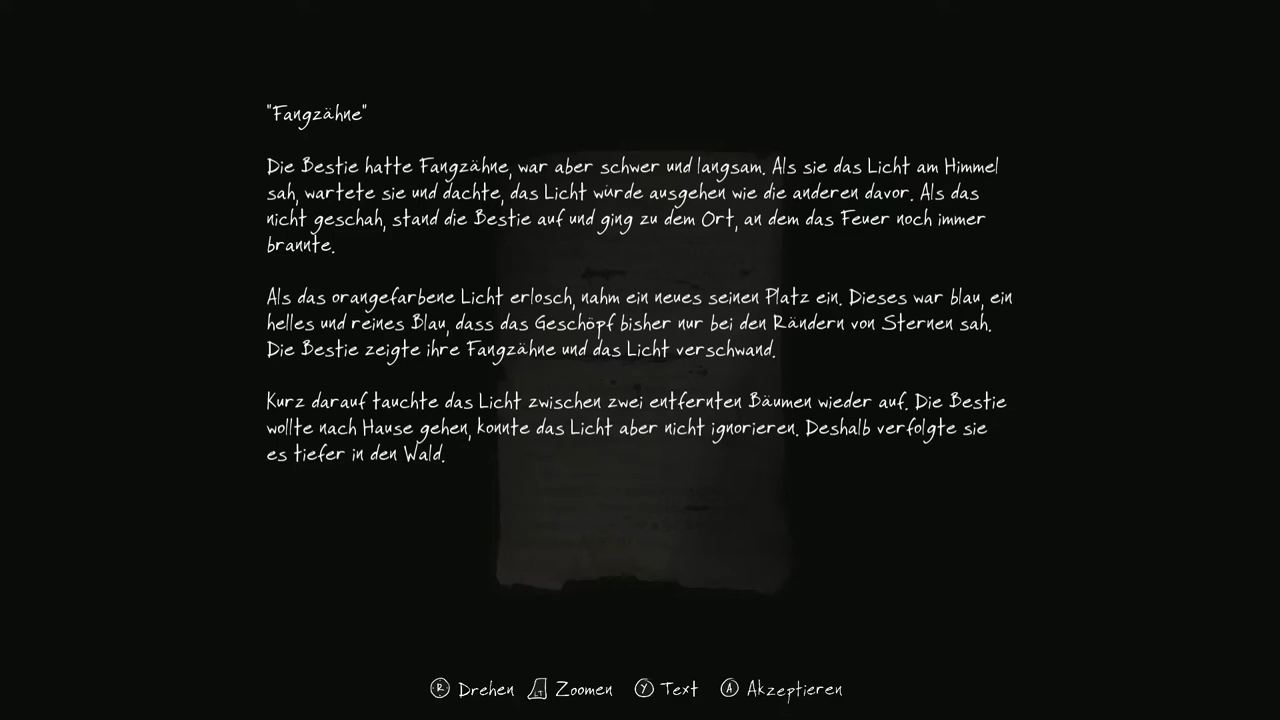 "Fangzähne"
Die Bestie hatte Fangzähne, war aber schwer und langsam. Als sie das Licht am Himmel
sah, wartete sie und dachte, das Licht würde ausgehen wie die anderen davor. Als das
nicht geschah, stand die Bestie auf und ging zu dem Ort, an dem das Feuer noch immer
brannte.
Als das orangefarbene Licht erlosch, nahm ein neues seinen Platz ein. Dieses war blau, ein
helles und reines Blau, dass das Geschöpf bisher nur bei den Rändern von Sternen sah.
Die Bestie zeigte ihre Fangzähne und das Licht verschwand.
Kurz darauf tauchte das Licht zwischen zwei entfernten Bäumen wieder auf. Die Bestie
wollte nach Hause gehen, konnte das Licht aber nicht ignorieren. Deshalb verfolgte sie
es tiefer in den Wald.
R Drehen LT Zoomen Y Text A Akzeptieren